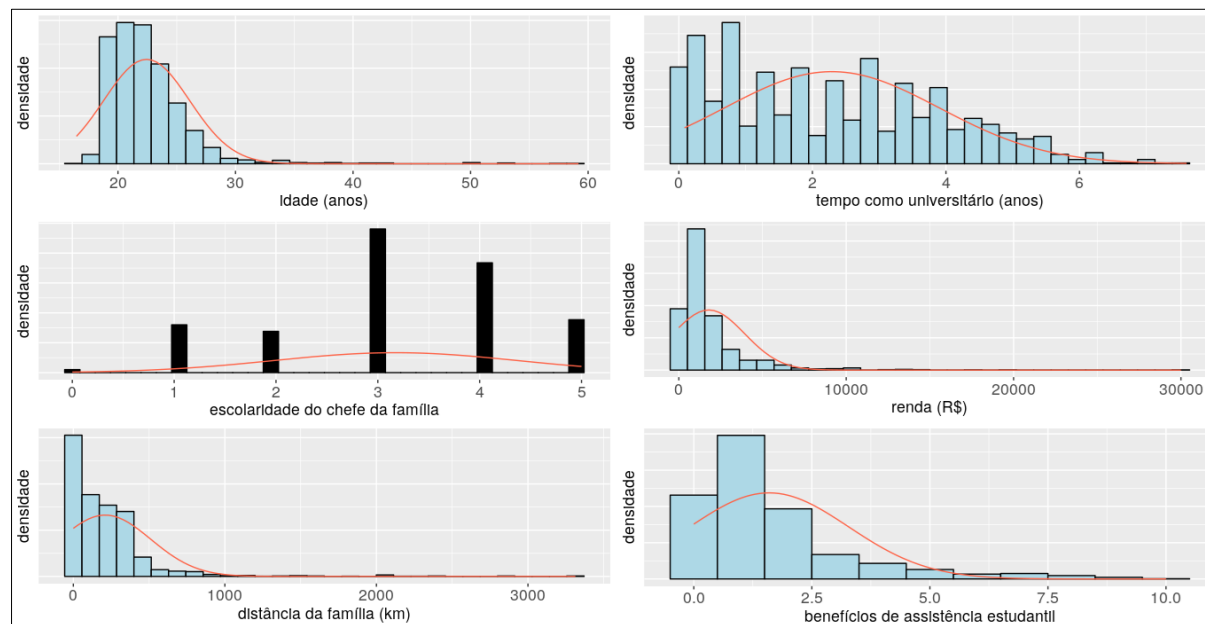 densidade
20 30 40 50 60
Idade (anos)
densidade
0 2 4 6
tempo como universitário (anos)
densidade
0 1 2 3 4 5
escolaridade do chefe da família
densidade
0 10000 20000 30000
renda (R$)
densidade
0 1000 2000 3000
distância da família (km)
densidade
0.0 2.5 5.0 7.5 10.0
benefícios de assistência estudantil